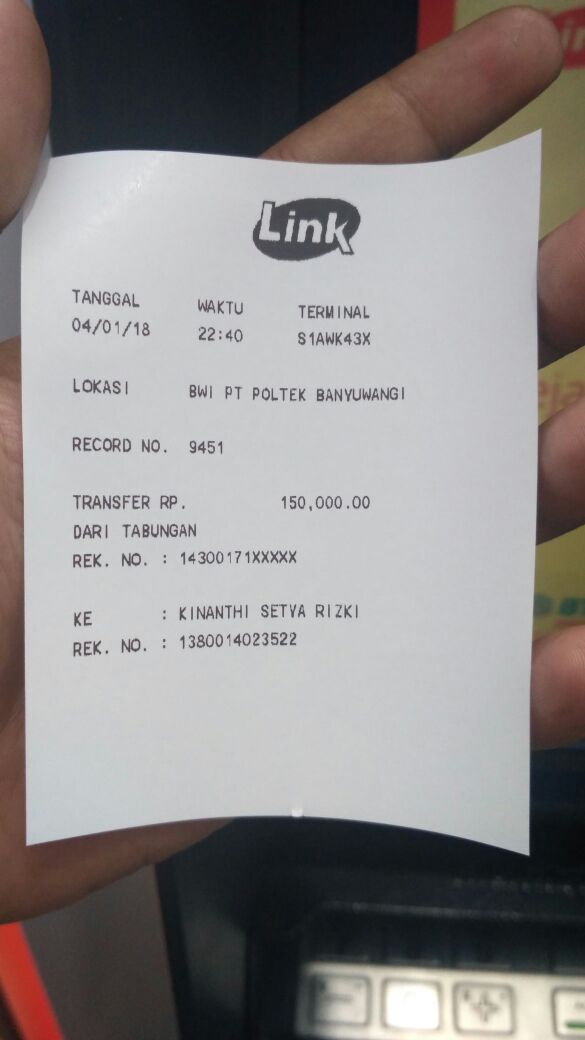 Link
TANGGAL WAKTU TERMINAL
04/01/18 22:40 S1AWK43X
LOKASI BWI PT POLTEK BANYUWANGI
RECORD NO. 9451
TRANSFER RP. 150,000.00
DARI TABUNGAN
REK. NO. : 14300171XXXXX
KE : KINANTHI SETYA RIZKI
REK. NO. : 1380014023522